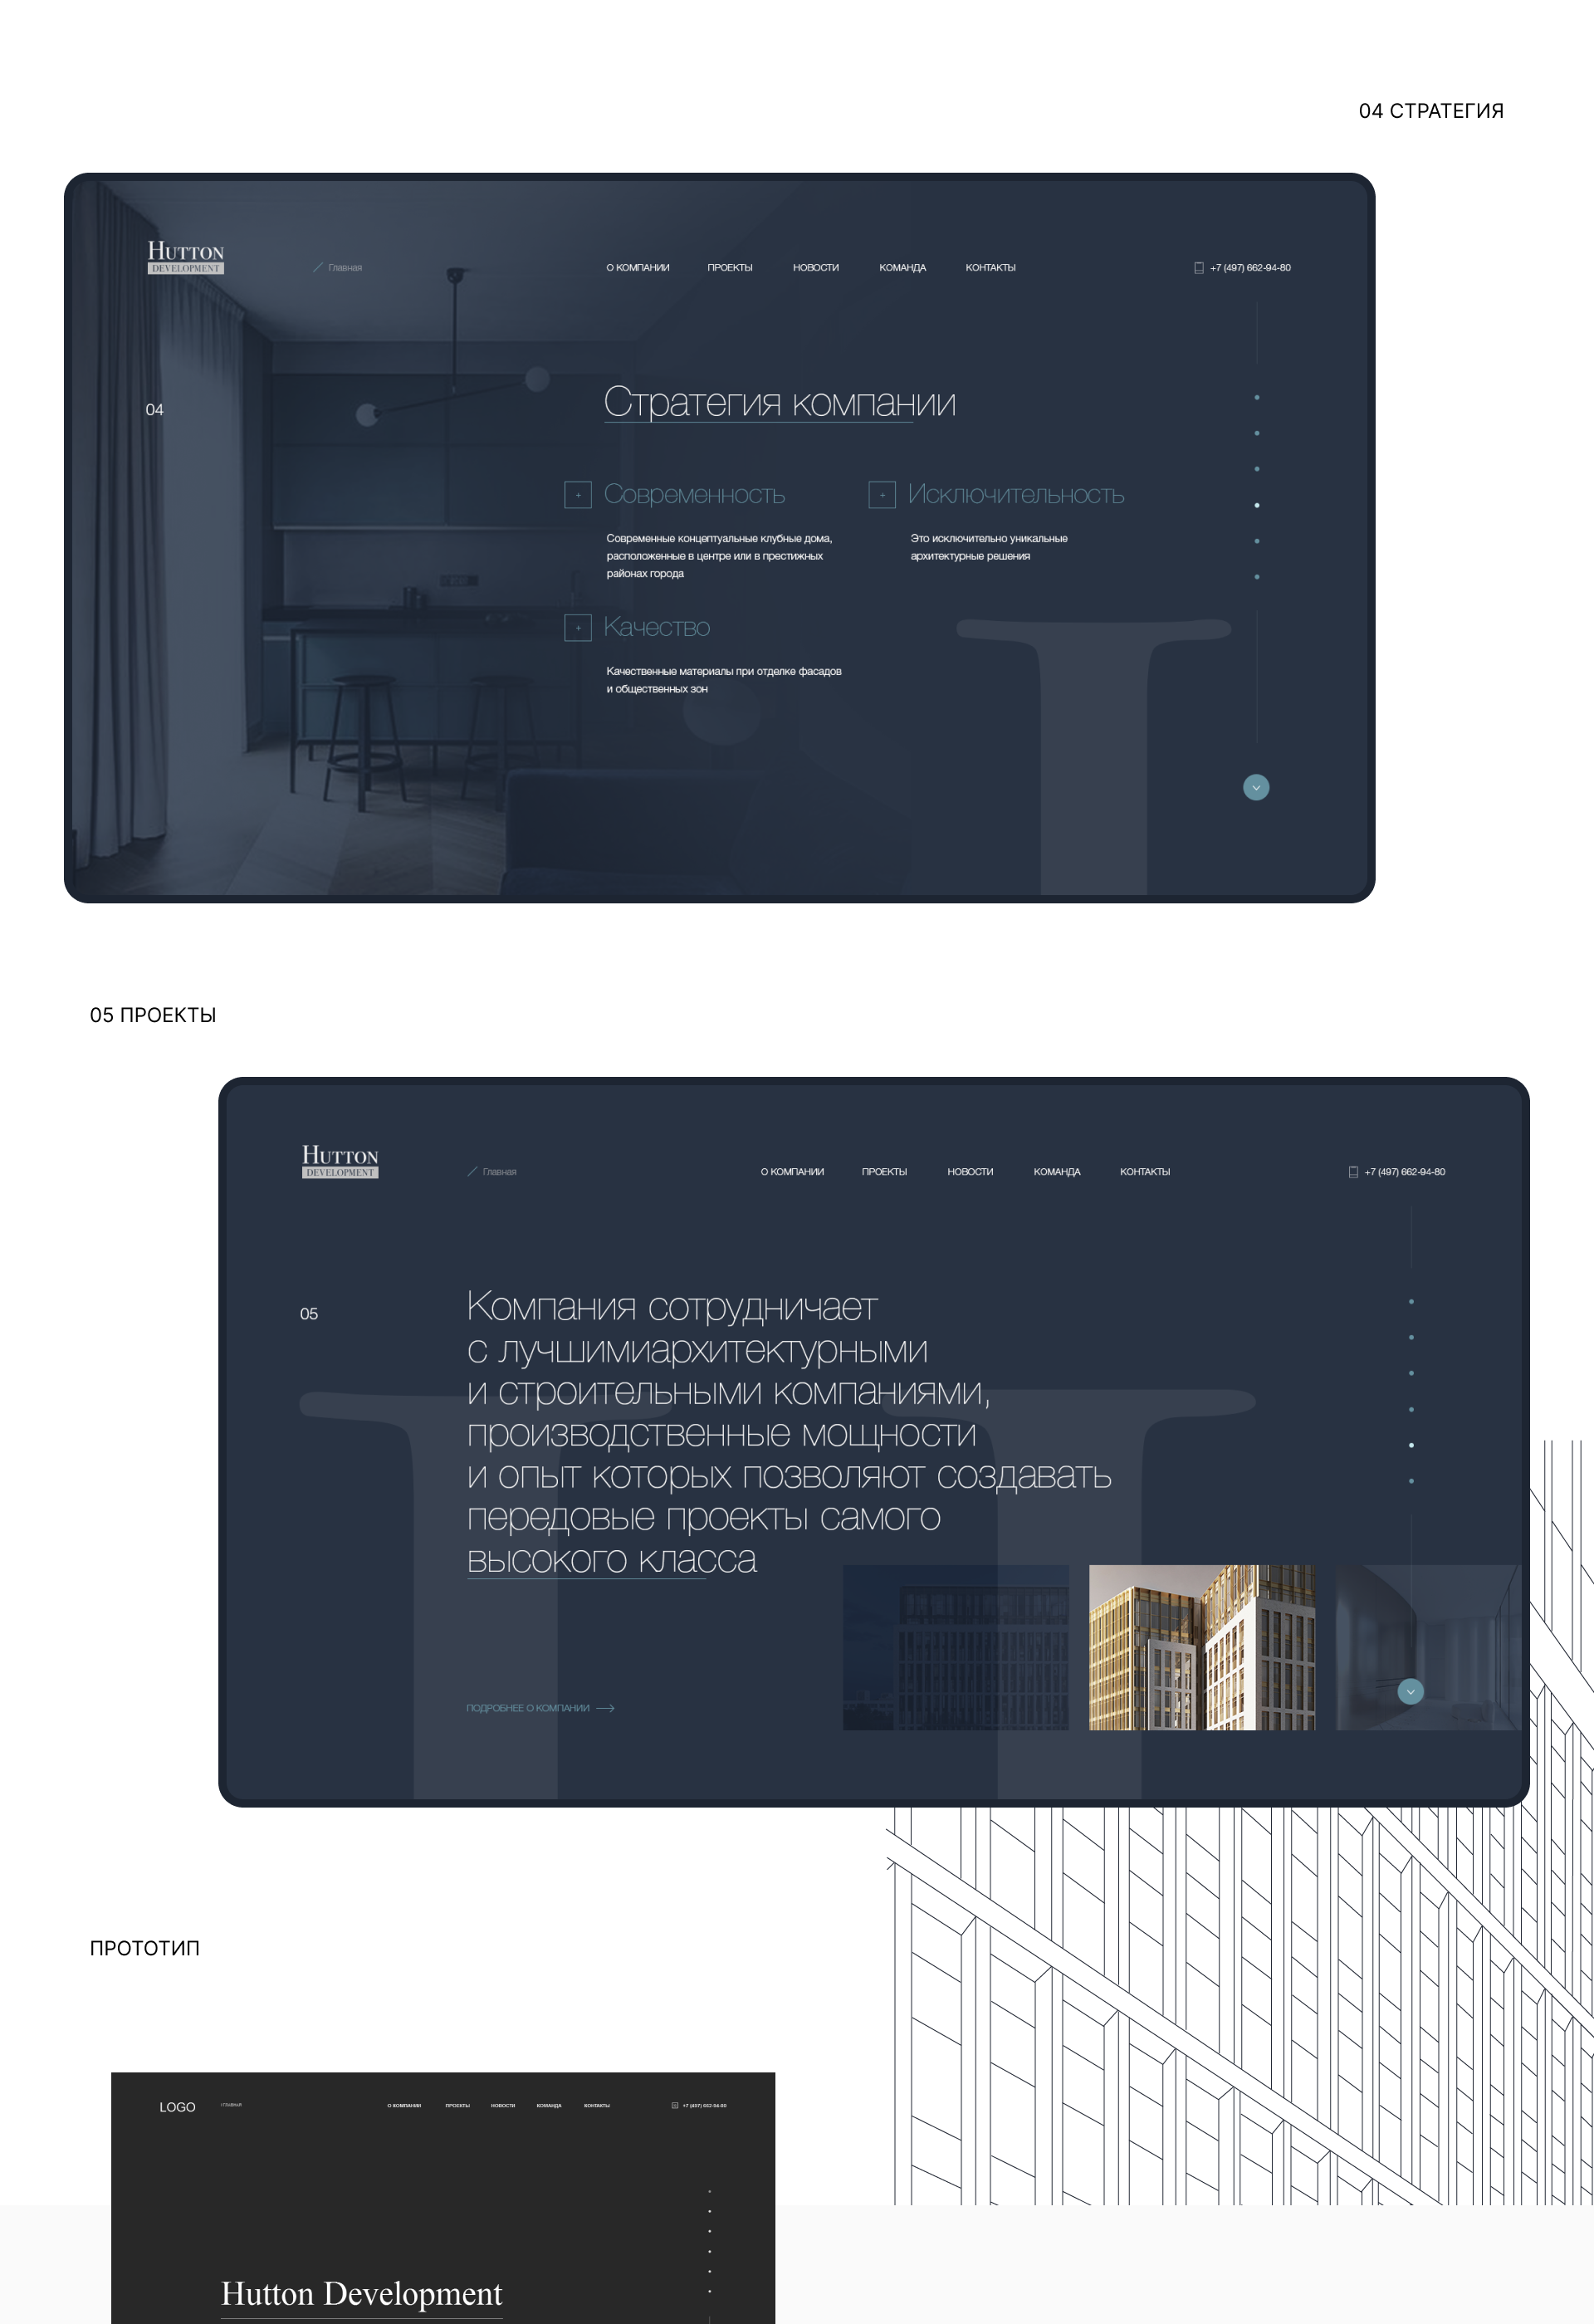 04 СТРАТЕГИЯ
HUTTON
DEVELOPMENT
Главная
О КОМПАНИИ
ПРОЕКТЫ
НОВОСТИ
КОМАНДА
КОНТАКТЫ
+7 (497) 662-94-80
04
Стратегия компании
+ Современность
Современные концептуальные клубные дома,
расположенные в центре или в престижных
районах города
+ Исключительность
Это исключительно уникальные
архитектурные решения
+ Качество
Качественные материалы при отделке фасадов
и общественных зон
05 ПРОЕКТЫ
HUTTON
DEVELOPMENT
Главная
О КОМПАНИИ
ПРОЕКТЫ
НОВОСТИ
КОМАНДА
КОНТАКТЫ
+7 (497) 662-94-80
05
Компания сотрудничает
с лучшимиархитектурными
и строительными компаниями,
производственные мощности
и опыт которых позволяют создавать
передовые проекты самого
высокого класса
ПОДРОБНЕЕ О КОМПАНИИ
ПРОТОТИП
LOGO
/ ГЛАВНАЯ
О КОМПАНИИ
ПРОЕКТЫ
НОВОСТИ
КОМАНДА
КОНТАКТЫ
+7 (497) 662-94-80
Hutton Development